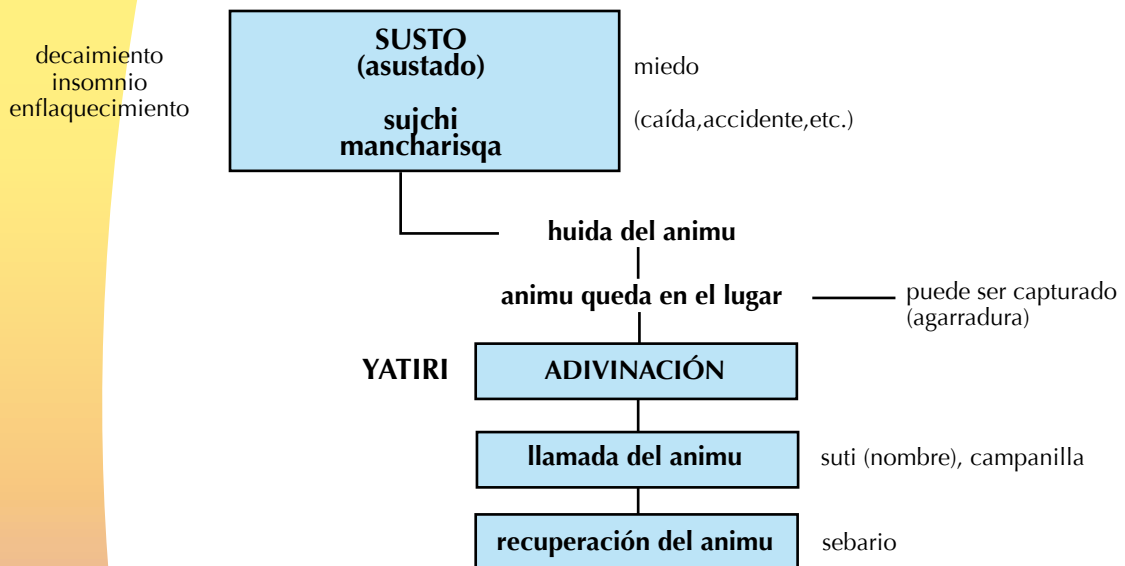 decaimiento
insomnio
enflaquecimiento
SUSTO
(asustado)
sujchi
mancharisqa
miedo
(caída,accidente,etc.)
huida del animu
animu queda en el lugar
puede ser capturado
(agarradura)
YATIRI
ADIVINACIÓN
llamada del animu
suti (nombre), campanilla
recuperación del animu
sebario